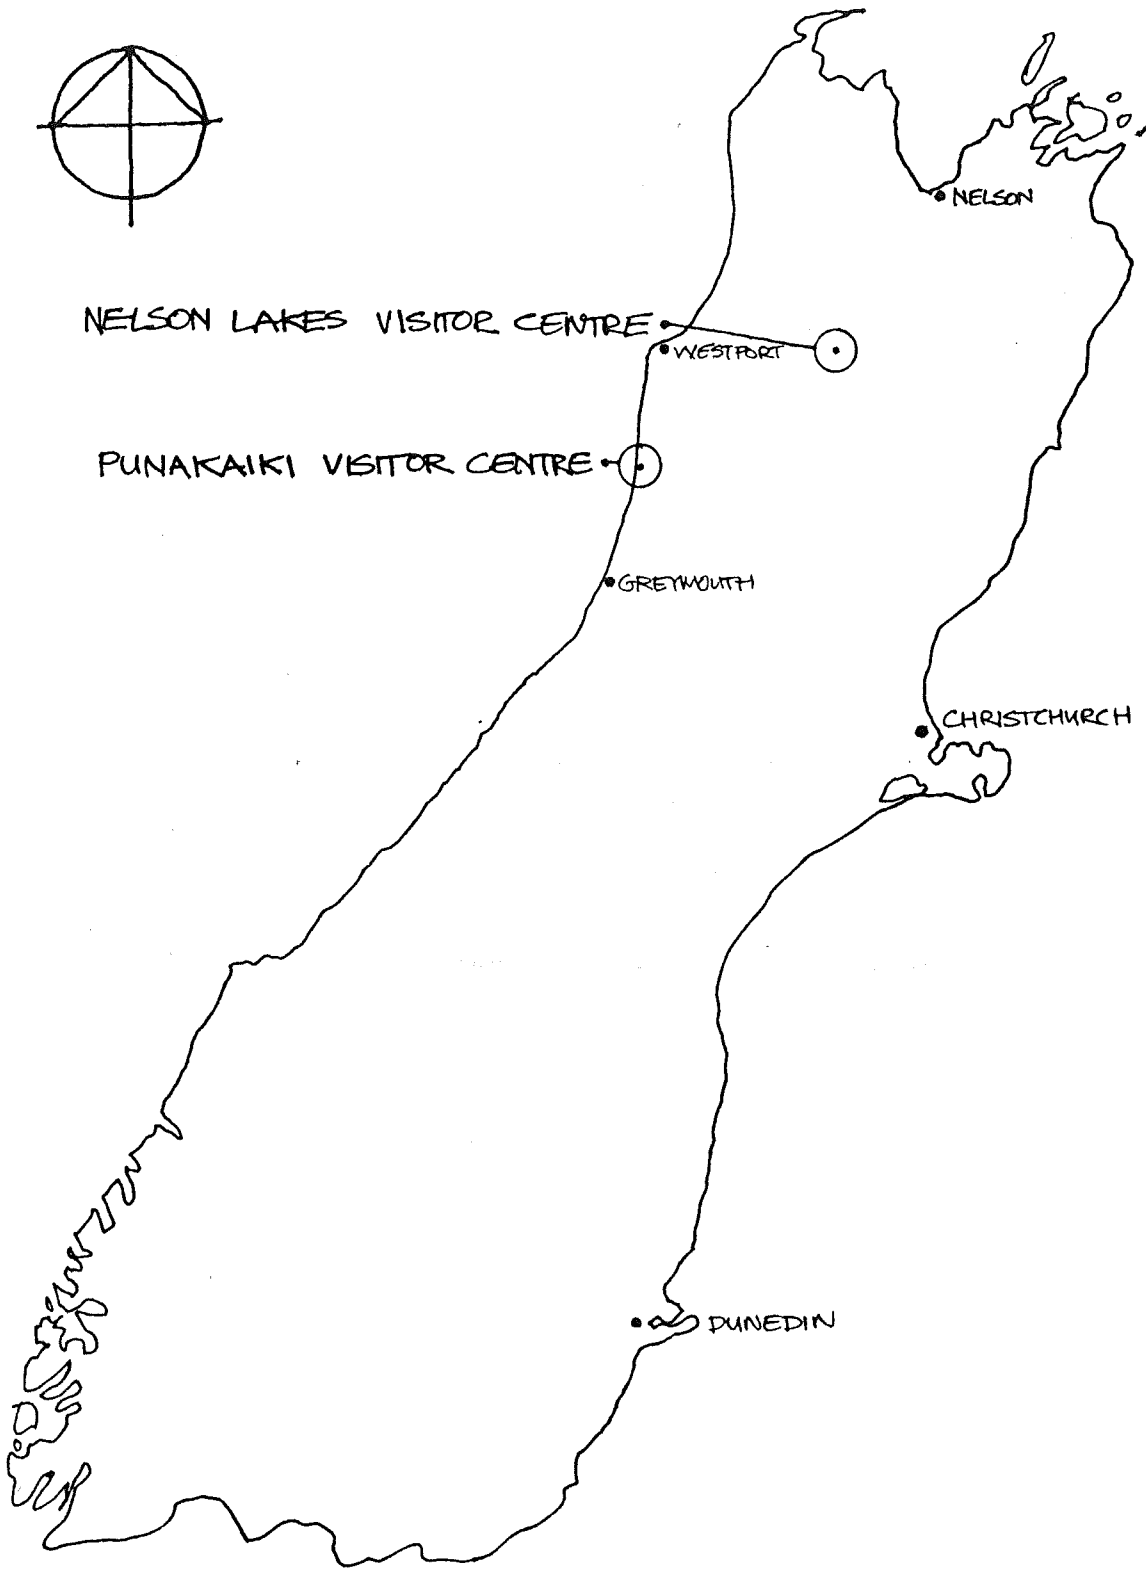 NELSON
NELSON LAKES VISITOR CENTRE
WESTPORT
PUNAKAIKI VISITOR CENTRE
GREYMOUTH
CHRISTCHURCH
DUNEDIN